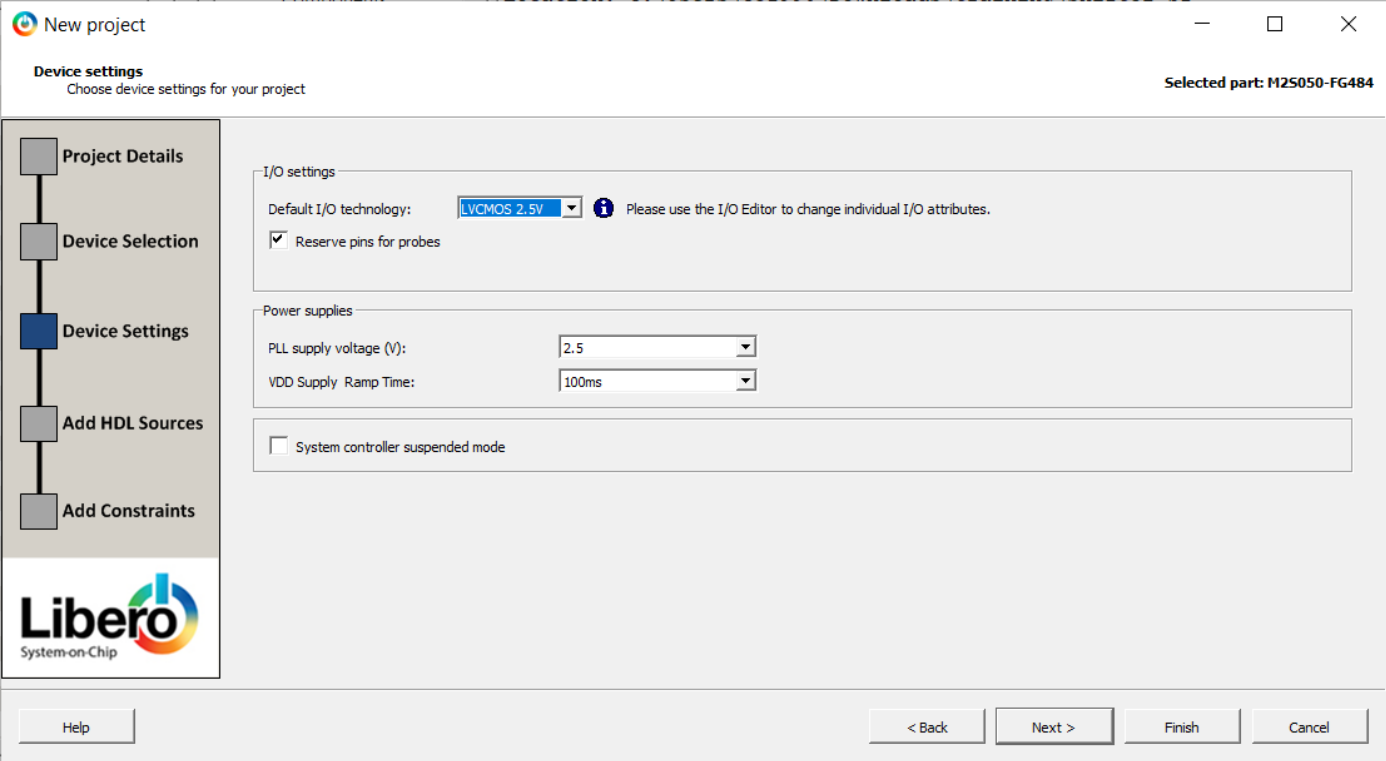 New project
Device settings
Choose device settings for your project
Selected part: M2S050-FG484
Project Details
Device Selection
Device Settings
Add HDL Sources
Add Constraints
Libero
System-on-Chip
I/O settings
Default I/O technology: LVCMOS 2.5V Please use the I/O Editor to change individual I/O attributes.
Reserve pins for probes
Power supplies
PLL supply voltage (V): 2.5
VDD Supply Ramp Time: 100ms
System controller suspended mode
Help < Back Next > Finish Cancel